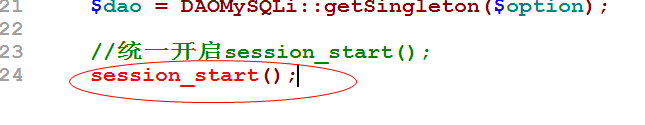 21 $dao = DAOMySQLi::getSingleton($option);
22
23 //统一开启session_start();
24 session_start();